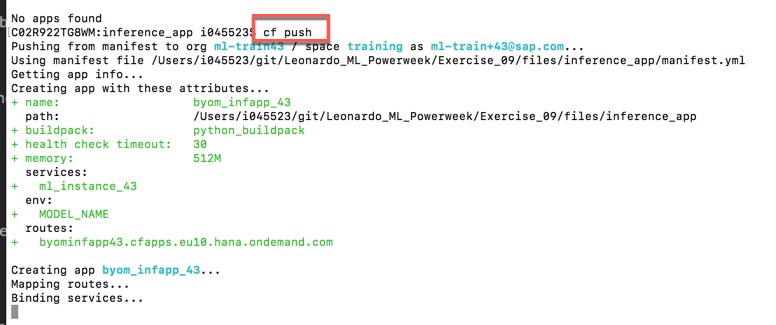 No apps found
[C02R922TG8WM:inference_app i045523$ cf push
Pushing from manifest to org ml-train43 / space training as ml-train+43@sap.com...
Using manifest file /Users/i045523/git/Leonardo_ML_Powerweek/Exercise_09/files/inference_app/manifest.yml
Getting app info...
Creating app with these attributes...
+ name: byom_infapp_43
path: /Users/i045523/git/Leonardo_ML_Powerweek/Exercise_09/files/inference_app
+ buildpack: python_buildpack
+ health check timeout: 30
+ memory: 512M
services:
+ ml_instance_43
env:
+ MODEL_NAME
routes:
+ byominfapp43.cfapps.eu10.hana.ondemand.com
Creating app byom_infapp_43...
Mapping routes...
Binding services...